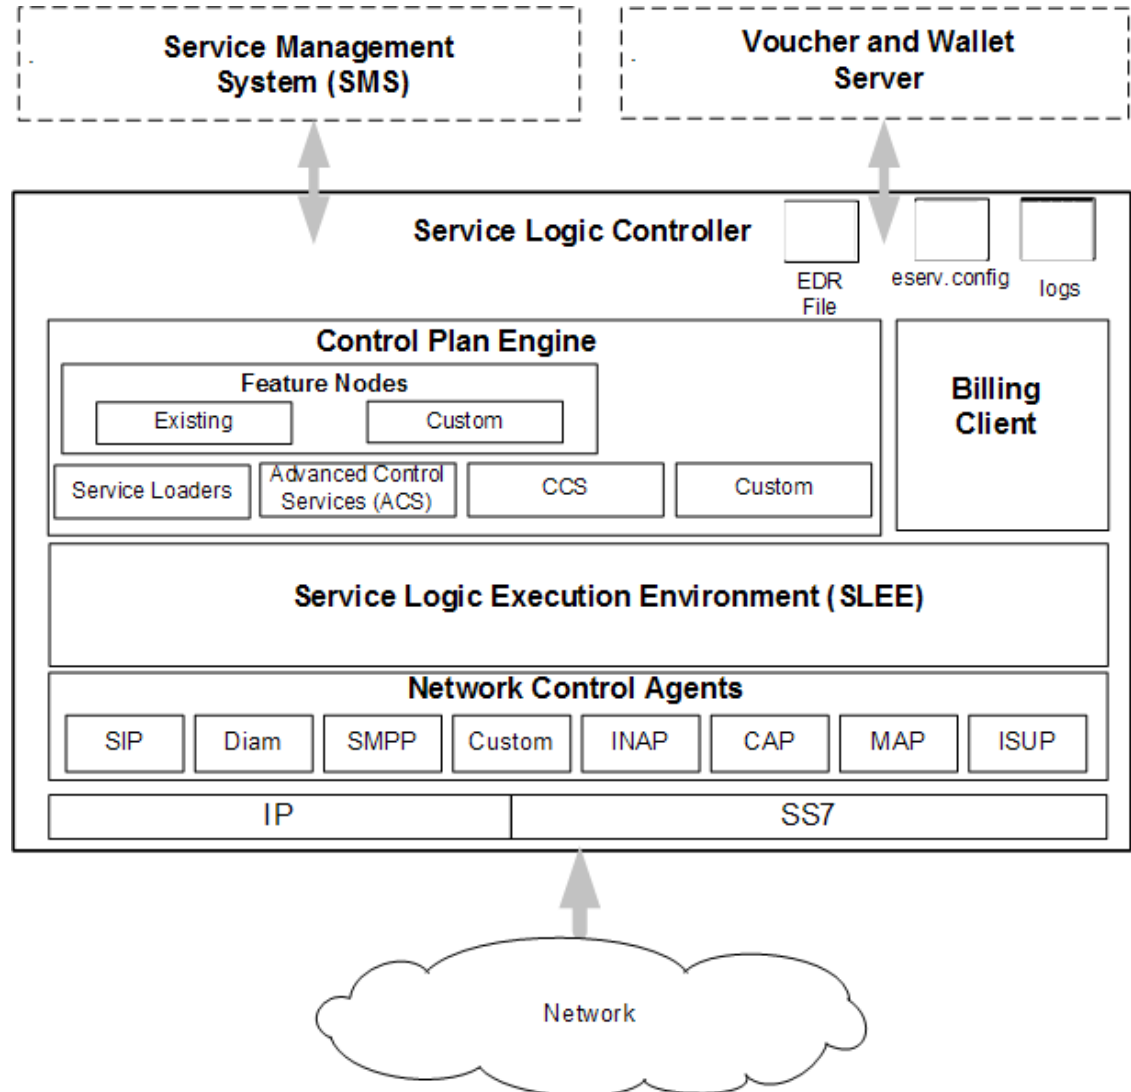 Service Management
System (SMS)
Voucher and Wallet
Server
Service Logic Controller
EDR
File
eserv.config
logs
Control Plan Engine
Feature Nodes
Existing
Custom
Service Loaders
Advanced Control
Services (ACS)
CCS
Custom
Billing
Client
Service Logic Execution Environment (SLEE)
Network Control Agents
SIP
Diam
SMPP
Custom
INAP
CAP
MAP
ISUP
IP
SS7
Network